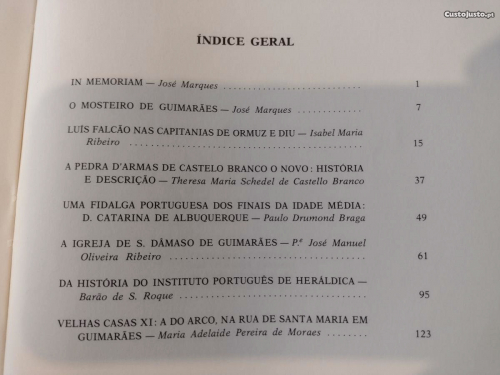 CustoJusto.pt
ÍNDICE GERAL
IN MEMORIAM — José Marques . . . . . . . . . . . . . . . . . . . . . . . . . 1
O MOSTEIRO DE GUIMARÃES — José Marques . . . . . . . . . . . . . . 7
LUÍS FALCÃO NAS CAPITANIAS DE ORMUZ E DIU — Isabel Maria
Ribeiro . . . . . . . . . . . . . . . . . . . . . . . . . . . . . . 15
A PEDRA D'ARMAS DE CASTELO BRANCO O NOVO: HISTÓRIA
E DESCRIÇÃO — Theresa Maria Schedel de Castello Branco 37
UMA FIDALGA PORTUGUESA DOS FINAIS DA IDADE MÉDIA:
D. CATARINA DE ALBUQUERQUE — Paulo Drumond Braga 49
A IGREJA DE S. DÂMASO DE GUIMARÃES — P.e José Manuel
Oliveira Ribeiro . . . . . . . . . . . . . . . . . . . . . . . . . . 61
DA HISTÓRIA DO INSTITUTO PORTUGUÊS DE HERÁLDICA —
Barão de S. Roque . . . . . . . . . . . . . . . . . . . . . . . . . . 95
VELHAS CASAS XI: A DO ARCO, NA RUA DE SANTA MARIA EM
GUIMARÃES — Maria Adelaide Pereira de Moraes . . . . . . . . 123